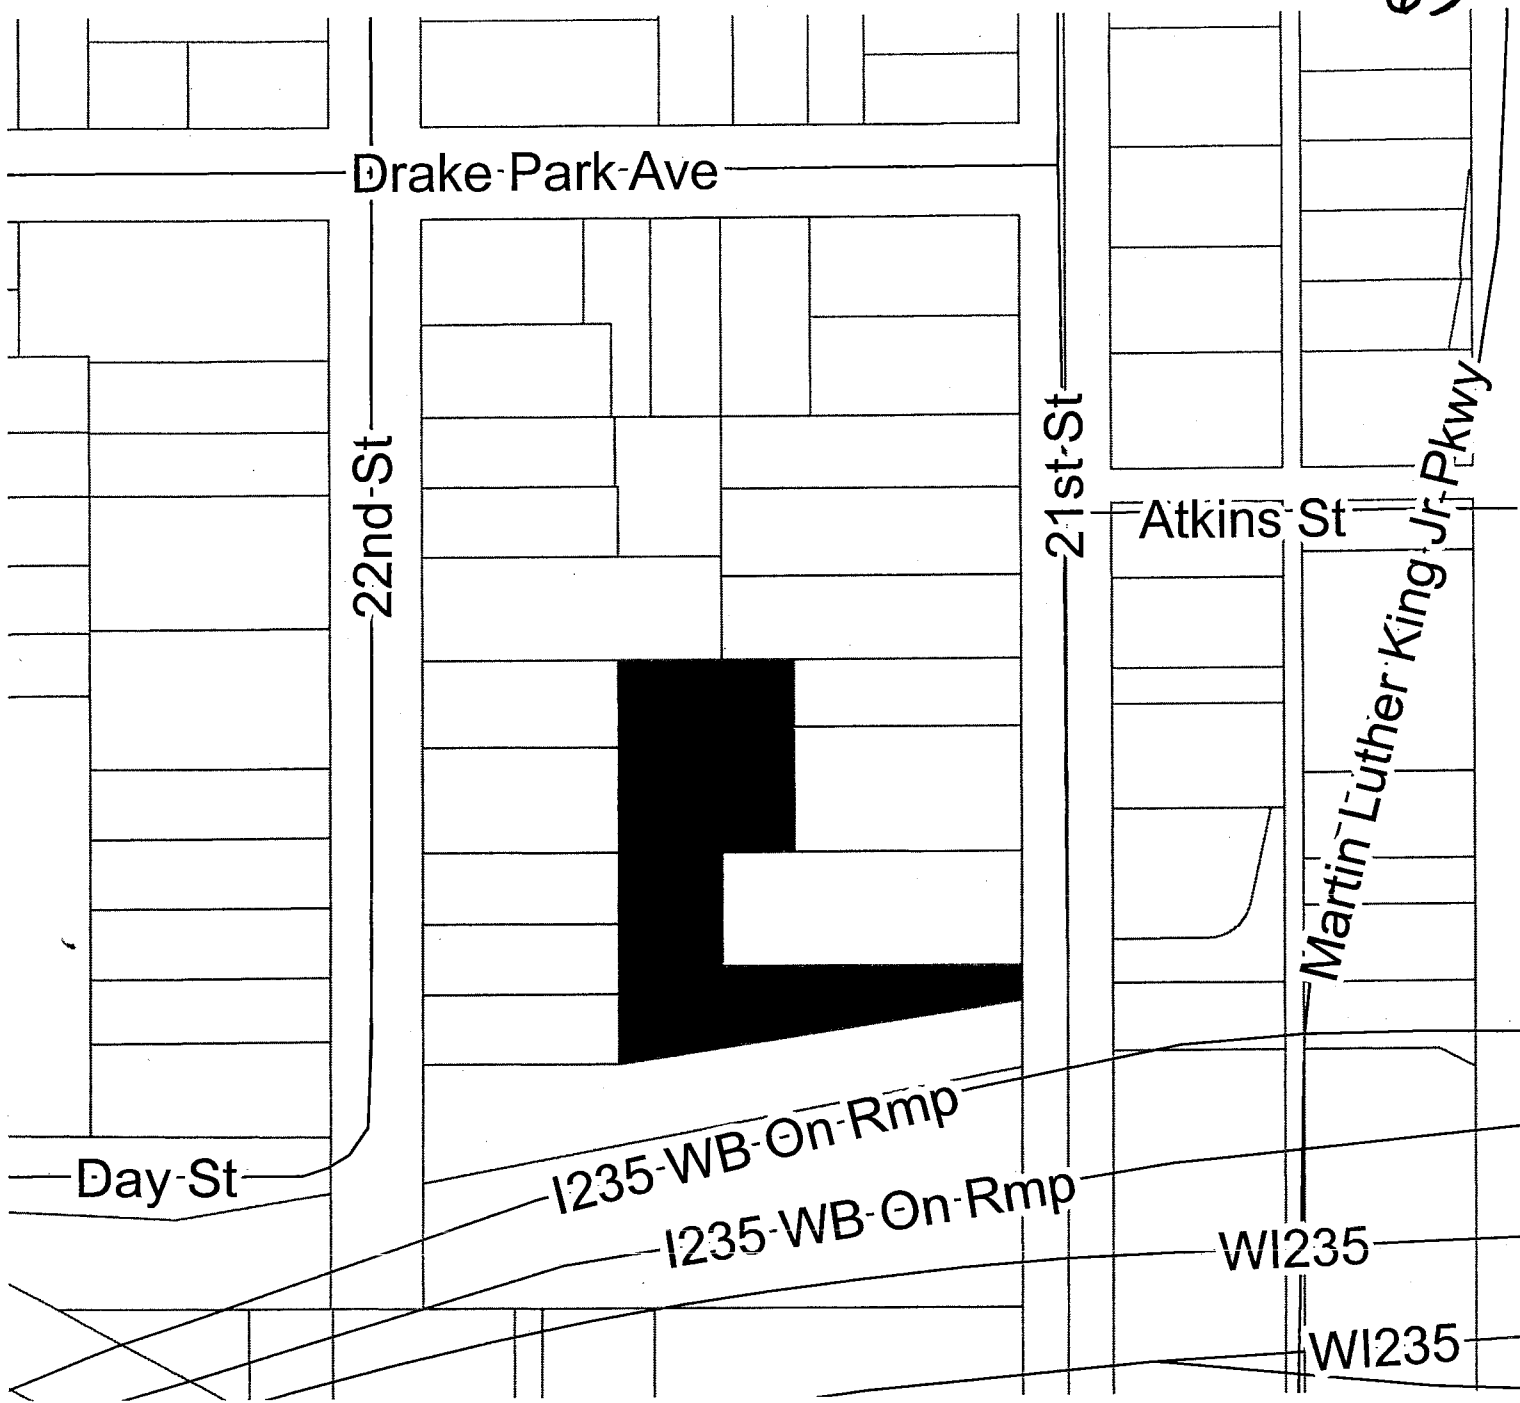 Drake Park Ave
22nd St
21st St
Atkins St
Martin Luther King Jr Pkwy
Day St
I235 WB On Rmp
I235 WB On Rmp
WI235
WI235